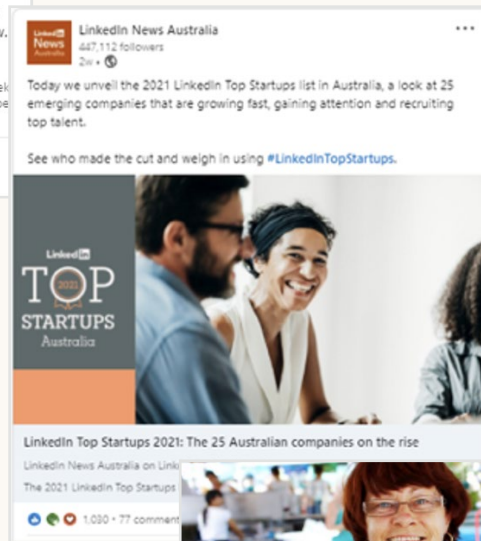 LinkedIn
News
Australia
LinkedIn News Australia
447,112 followers
2w •
Today we unveil the 2021 LinkedIn Top Startups list in Australia, a look at 25
emerging companies that are growing fast, gaining attention and recruiting
top talent.
See who made the cut and weigh in using #LinkedInTopStartups.
LinkedIn
TOP
2021
STARTUPS
Australia
LinkedIn Top Startups 2021: The 25 Australian companies on the rise
LinkedIn News Australia on
The 2021 LinkedIn Top Startups
1,030 • 77